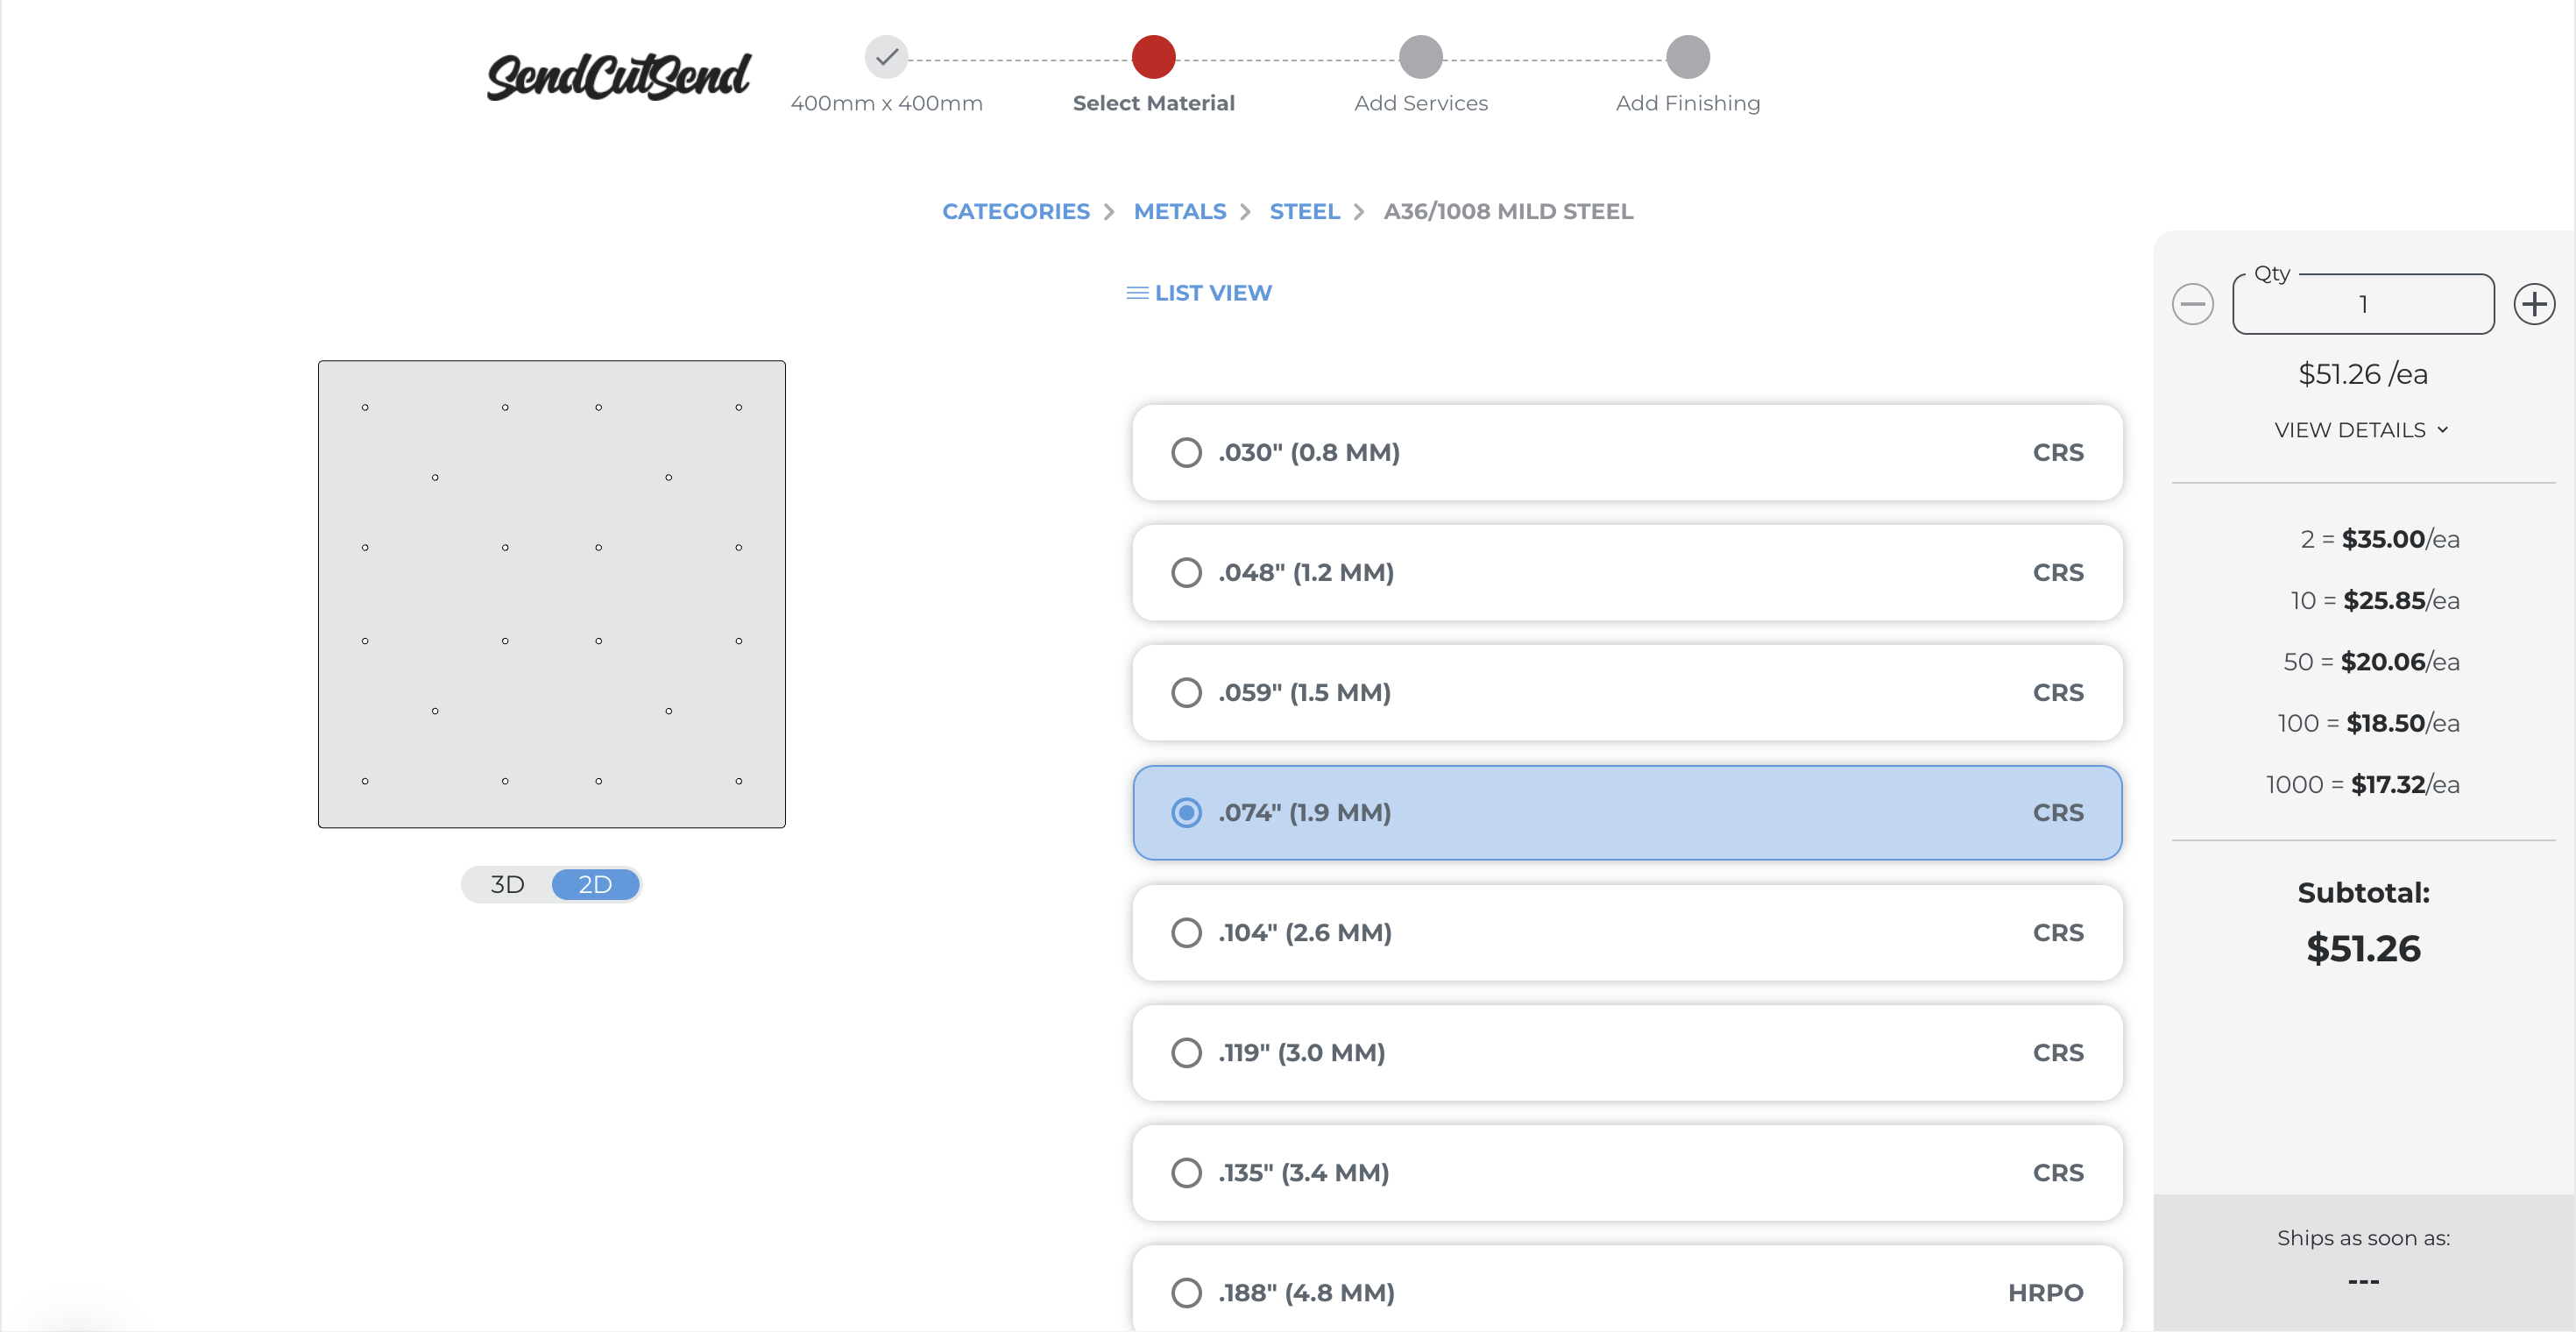 SendCutSend
400mm x 400mm
Select Material
Add Services
Add Finishing
CATEGORIES > METALS > STEEL > A36/1008 MILD STEEL
LIST VIEW
.030" (0.8 MM) CRS
.048" (1.2 MM) CRS
.059" (1.5 MM) CRS
.074" (1.9 MM) CRS
.104" (2.6 MM) CRS
.119" (3.0 MM) CRS
.135" (3.4 MM) CRS
.188" (4.8 MM) HRPO
3D 2D
Qty
1
$51.26 /ea
VIEW DETAILS
2 = $35.00/ea
10 = $25.85/ea
50 = $20.06/ea
100 = $18.50/ea
1000 = $17.32/ea
Subtotal:
$51.26
Ships as soon as:
---